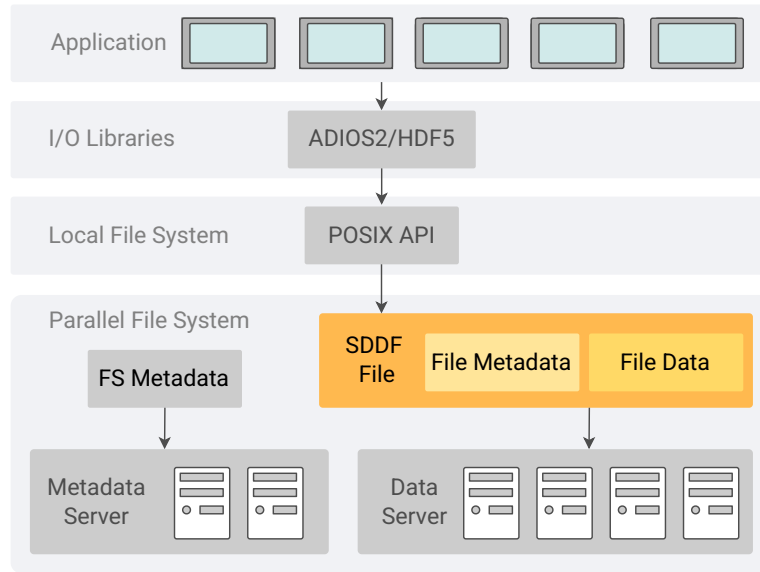 Application
I/O Libraries
ADIOS2/HDF5
Local File System
POSIX API
Parallel File System
FS Metadata
SDDF
File
File Metadata
File Data
Metadata
Server
Data
Server